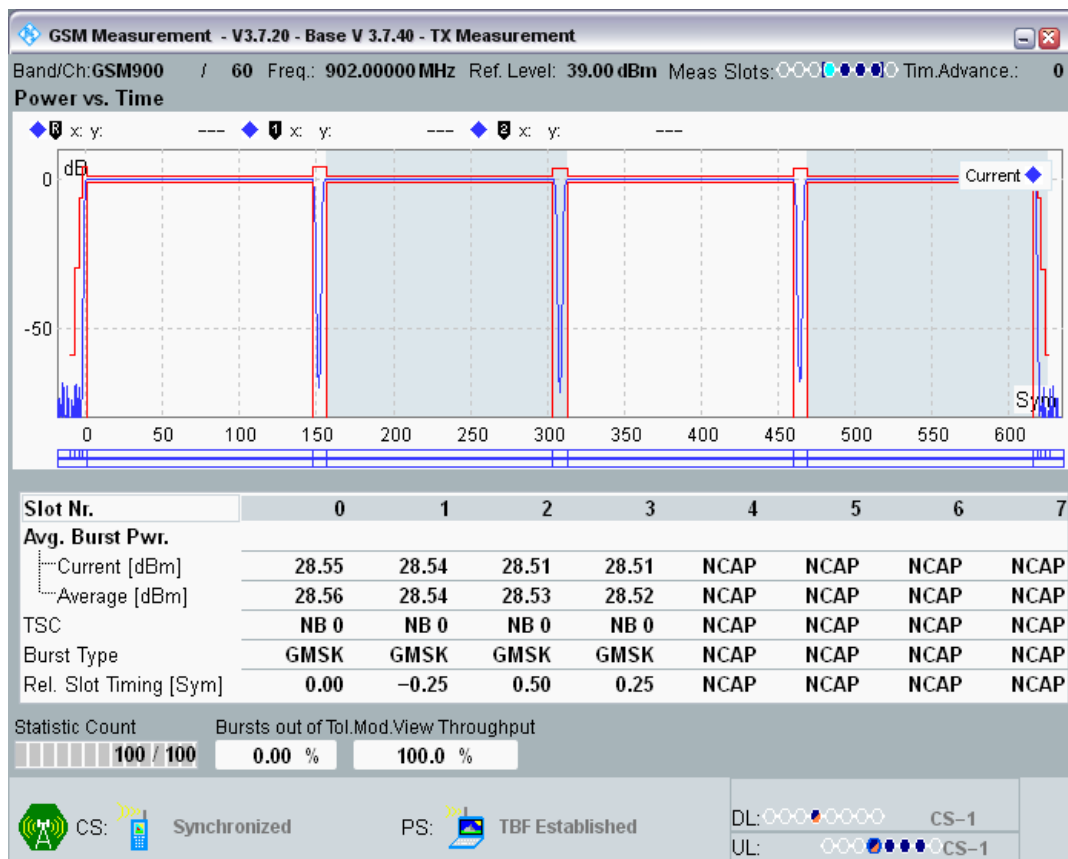 GSM Measurement - V3.7.20 - Base V 3.7.40 - TX Measurement
Band/Ch:GSM900 / 60 Freq.: 902.00000 MHz Ref. Level: 39.00 dBm Meas Slots: Tim.Advance.: 0
Power vs. Time
R x: y: --- 1 x: y: --- 2 x: y: ---
dB
Current
0
-50
Sym
0 50 100 150 200 250 300 350 400 450 500 550 600
Slot Nr. 0 1 2 3 4 5 6 7
Avg. Burst Pwr.
Current [dBm] 28.55 28.54 28.51 28.51 NCAP NCAP NCAP NCAP
Average [dBm] 28.56 28.54 28.53 28.52 NCAP NCAP NCAP NCAP
TSC NB 0 NB 0 NB 0 NB 0 NCAP NCAP NCAP NCAP
Burst Type GMSK GMSK GMSK GMSK NCAP NCAP NCAP NCAP
Rel. Slot Timing [Sym] 0.00 −0.25 0.50 0.25 NCAP NCAP NCAP NCAP
Statistic Count Bursts out of Tol. Mod.View Throughput
100 / 100 0.00 % 100.0 %
CS: Synchronized PS: TBF Established DL: CS−1
UL: CS−1